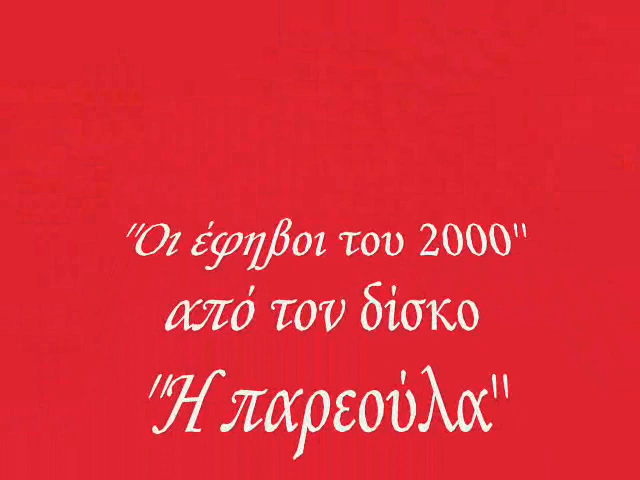 "Οι έφηβοι του 2000"
από τον δίσκο
"Η παρεούλα"